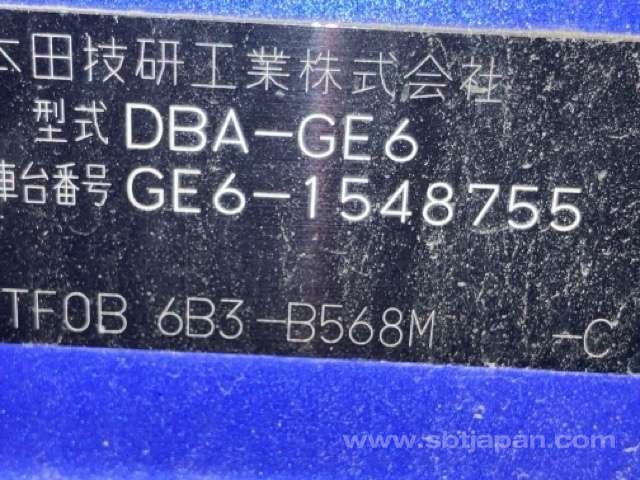 本田技研工業株式会社
型式 DBA-GE6
車台番号 GE6-1548755
TF0B 6B3-B568M -C
www.sbtjapan.com